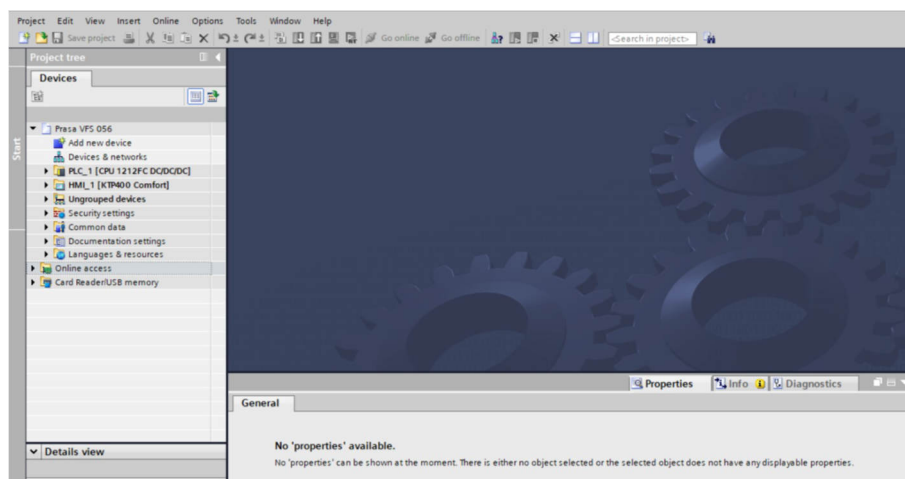 Project Edit View Insert Online Options Tools Window Help
Save project Go online Go offline <Search in project>
Project tree
Devices
Start
Prasa VFS 056
Add new device
Devices & networks
PLC_1 [CPU 1212FC DC/DC/DC]
HMI_1 [KTP400 Comfort]
Ungrouped devices
Security settings
Common data
Documentation settings
Languages & resources
Online access
Card Reader/USB memory
Properties Info Diagnostics
General
No 'properties' available.
No 'properties' can be shown at the moment. There is either no object selected or the selected object does not have any displayable properties.
Details view